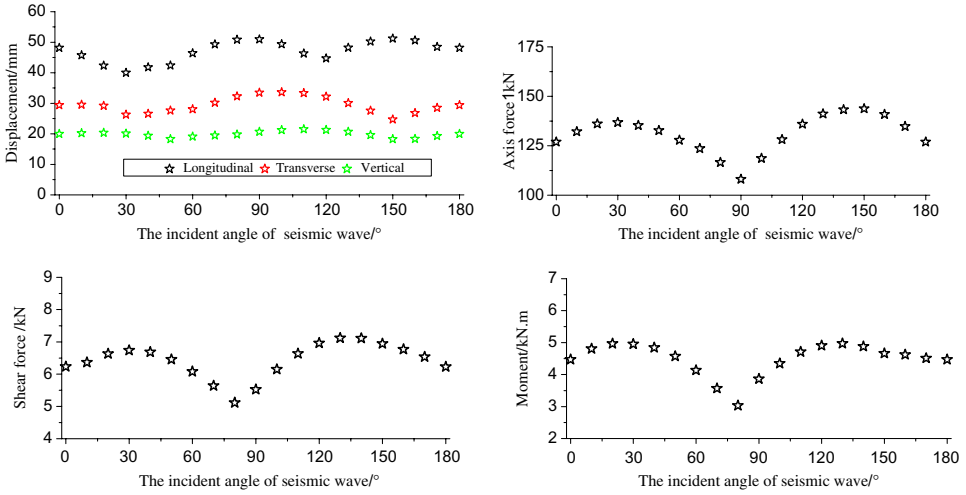 60
50
40
30
20
10
0
Displacement/mm
Longitudinal Transverse Vertical
0 30 60 90 120 150 180
The incident angle of seismic wave/°
175
150
125
100
Axis force1kN
0 30 60 90 120 150 180
The incident angle of seismic wave/°
9
8
7
6
5
4
Shear force /kN
0 30 60 90 120 150 180
The incident angle of seismic wave/°
7
6
5
4
3
2
Moment/kN.m
0 30 60 90 120 150 180
The incident angle of seismic wave/°